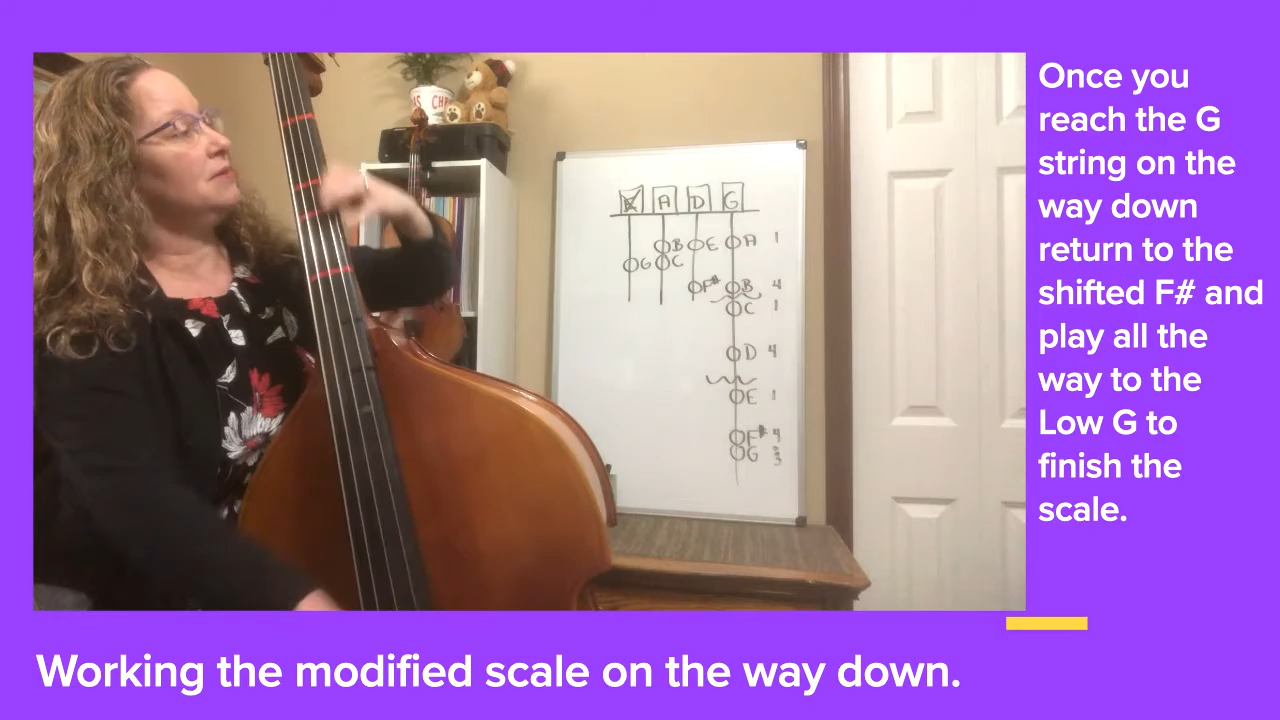 Once you
reach the G
string on the
way down
return to the
shifted F# and
play all the
way to the
Low G to
finish the
scale.
E A D G
B E A 1
G C
F# B 4
C 1
D 4
E 1
F# 4
G 3
Working the modified scale on the way down.